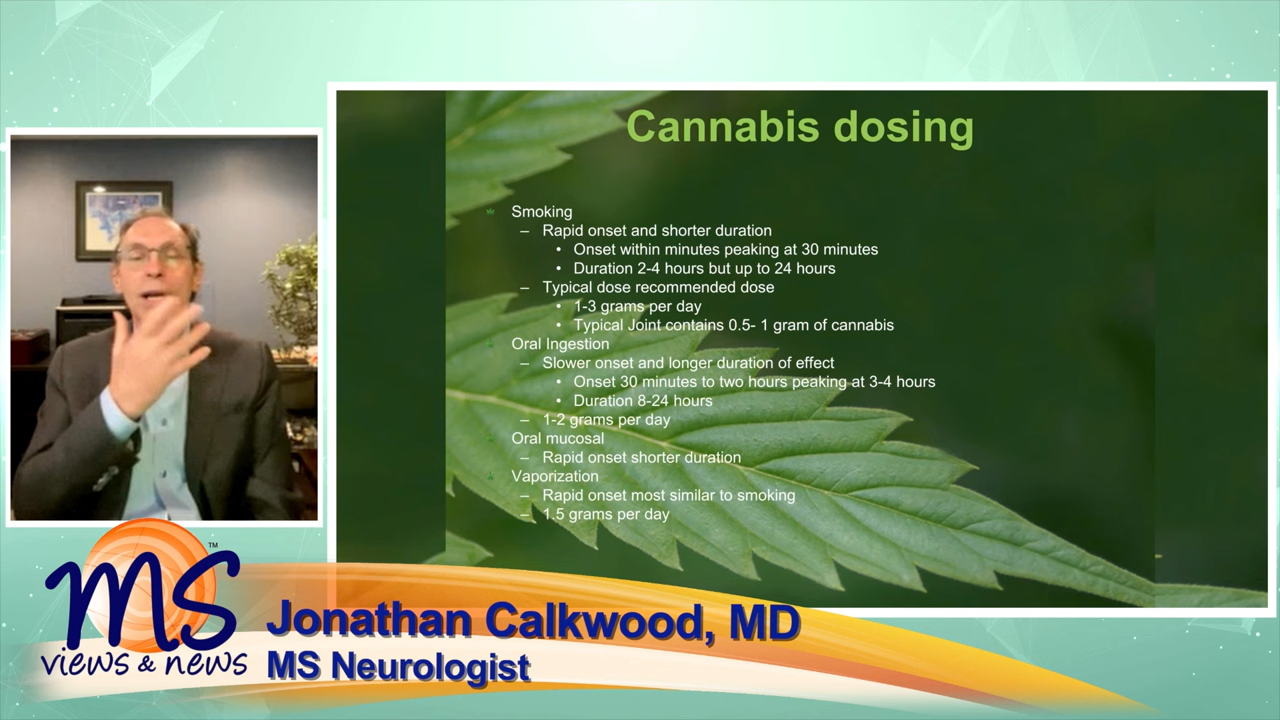 Cannabis dosing
Smoking
– Rapid onset and shorter duration
• Onset within minutes peaking at 30 minutes
• Duration 2-4 hours but up to 24 hours
– Typical dose recommended dose
• 1-3 grams per day
• Typical Joint contains 0.5- 1 gram of cannabis
Oral Ingestion
– Slower onset and longer duration of effect
• Onset 30 minutes to two hours peaking at 3-4 hours
• Duration 8-24 hours
– 1-2 grams per day
Oral mucosal
– Rapid onset shorter duration
Vaporization
– Rapid onset most similar to smoking
– 1.5 grams per day
MS™
views & news
Jonathan Calkwood, MD
MS Neurologist